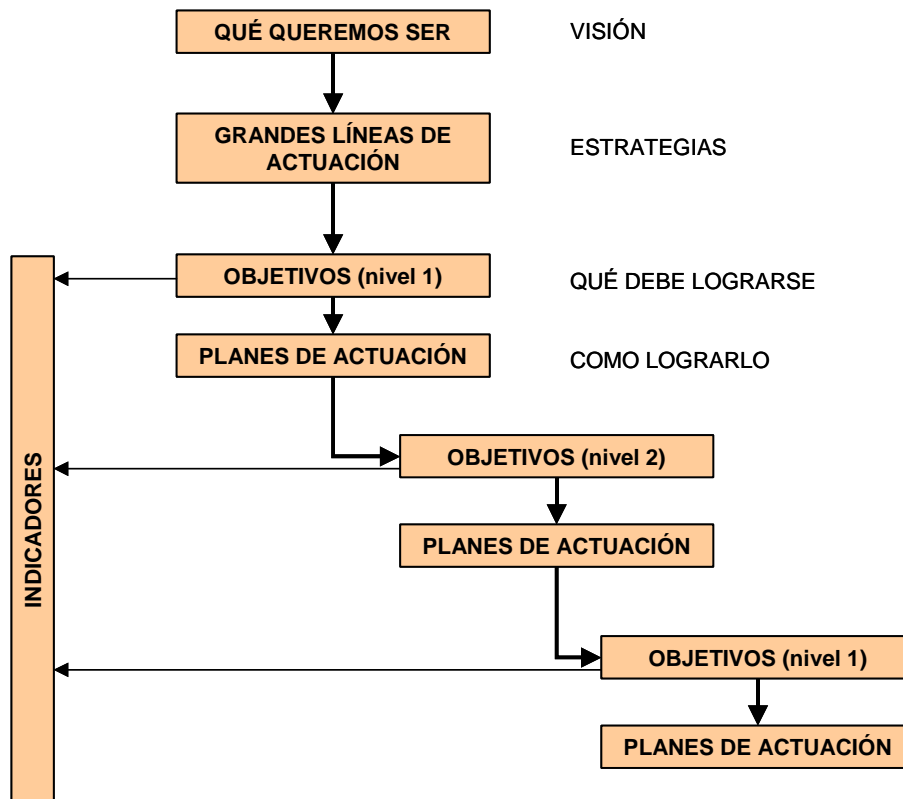 QUÉ QUEREMOS SER
VISIÓN
GRANDES LÍNEAS DE
ACTUACIÓN
ESTRATEGIAS
OBJETIVOS (nivel 1)
QUÉ DEBE LOGRARSE
PLANES DE ACTUACIÓN
COMO LOGRARLO
INDICADORES
OBJETIVOS (nivel 2)
PLANES DE ACTUACIÓN
OBJETIVOS (nivel 1)
PLANES DE ACTUACIÓN